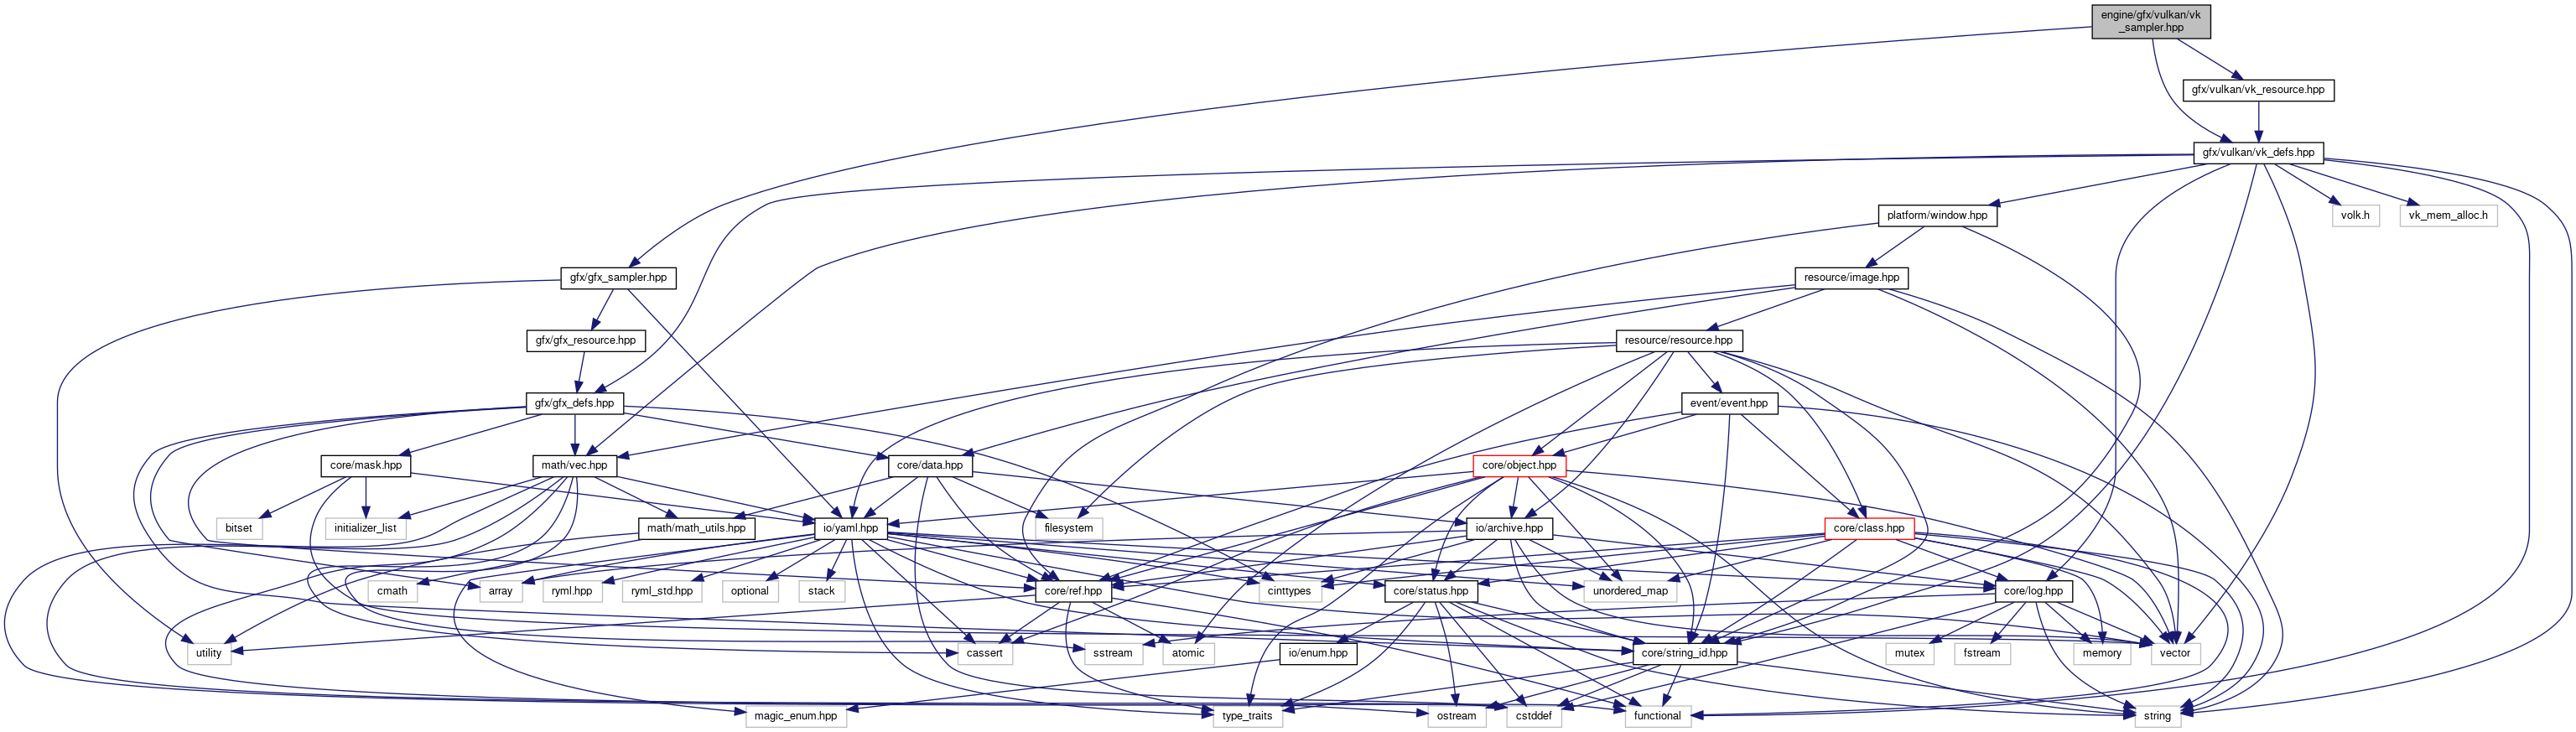 engine/gfx/vulkan/vk
_sampler.hpp
gfx/vulkan/vk_resource.hpp
gfx/vulkan/vk_defs.hpp
platform/window.hpp
volk.h
vk_mem_alloc.h
gfx/gfx_sampler.hpp
resource/image.hpp
gfx/gfx_resource.hpp
resource/resource.hpp
gfx/gfx_defs.hpp
event/event.hpp
core/mask.hpp
math/vec.hpp
core/data.hpp
core/object.hpp
bitset
initializer_list
math/math_utils.hpp
io/yaml.hpp
filesystem
io/archive.hpp
core/class.hpp
cmath
array
ryml.hpp
ryml_std.hpp
optional
stack
core/ref.hpp
cinttypes
core/status.hpp
unordered_map
core/log.hpp
utility
cassert
sstream
atomic
io/enum.hpp
core/string_id.hpp
mutex
fstream
memory
vector
magic_enum.hpp
type_traits
ostream
cstddef
functional
string